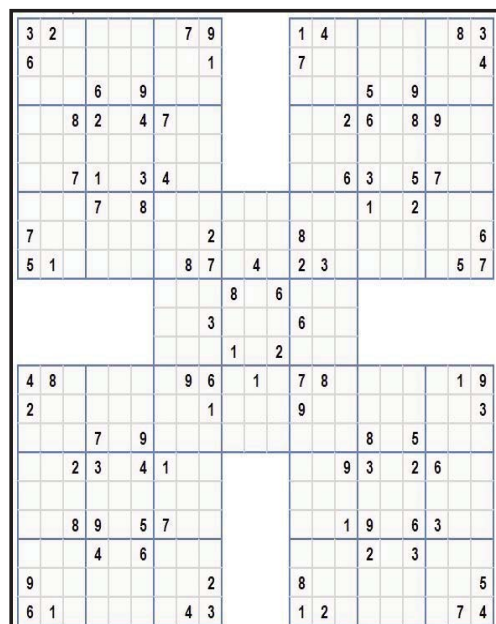 3 2 7 9 1 4 8 3
6 1 7 4
6 9 5 9
8 2 4 7 2 6 8 9
7 1 3 4 6 3 5 7
7 8 1 2
7 2 8 6
5 1 8 7 4 2 3 5 7
8 6
3 6
1 2
4 8 9 6 1 7 8 1 9
2 1 9 3
7 9 8 5
2 3 4 1 9 3 2 6
8 9 5 7 1 9 6 3
4 6 2 3
9 2 8 5
6 1 4 3 1 2 7 4